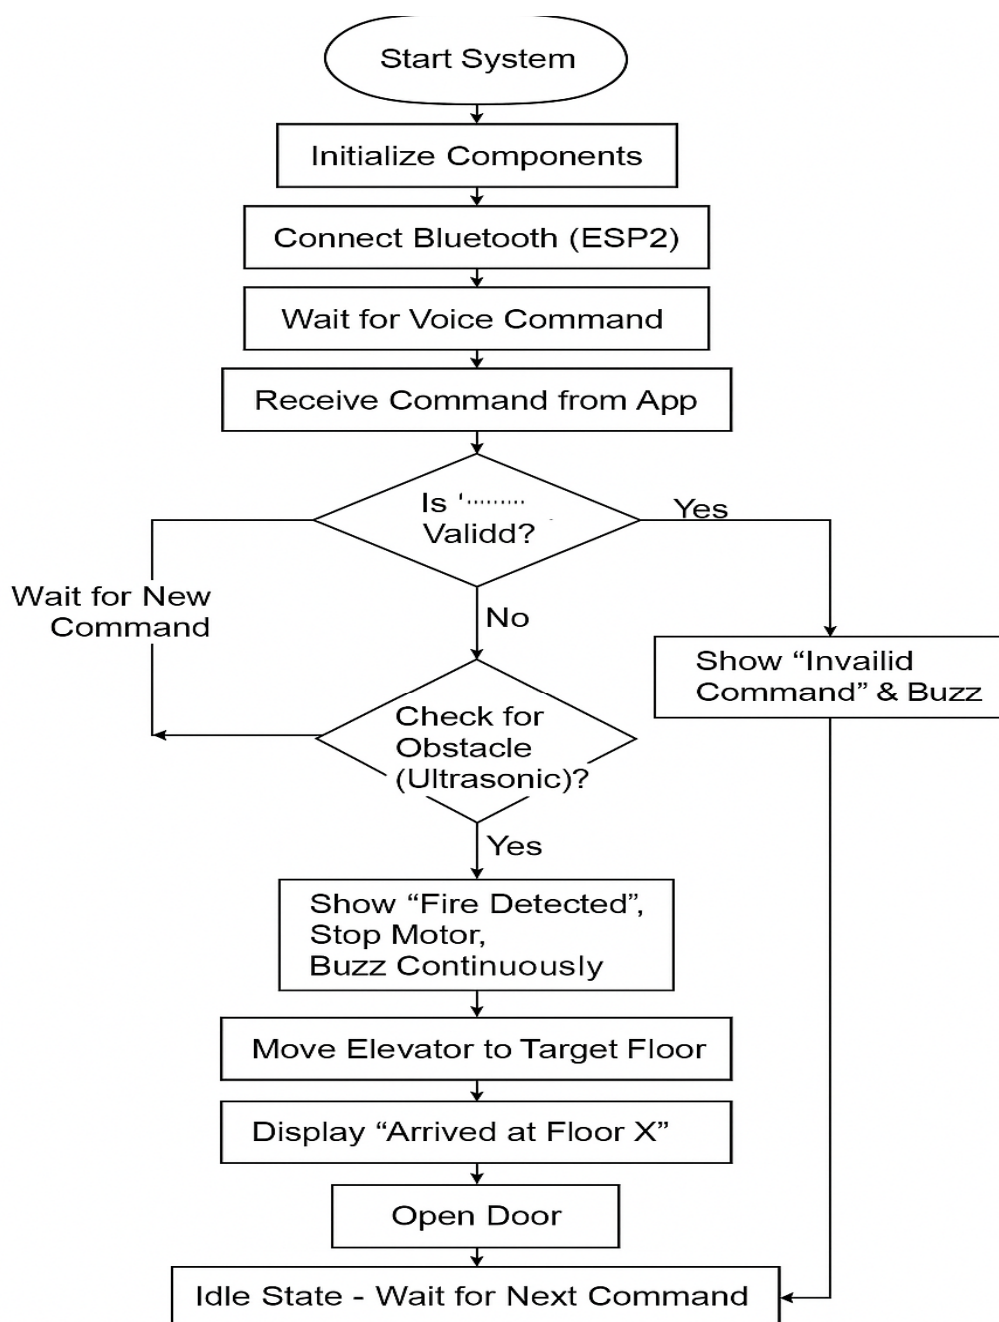 Start System
Initialize Components
Connect Bluetooth (ESP2)
Wait for Voice Command
Receive Command from App
Is
Validd?
Yes
Wait for New
Command
No
Show “Invailid
Command” & Buzz
Check for
Obstacle
(Ultrasonic)?
Yes
Show “Fire Detected”,
Stop Motor,
Buzz Continuously
Move Elevator to Target Floor
Display “Arrived at Floor X”
Open Door
Idle State - Wait for Next Command